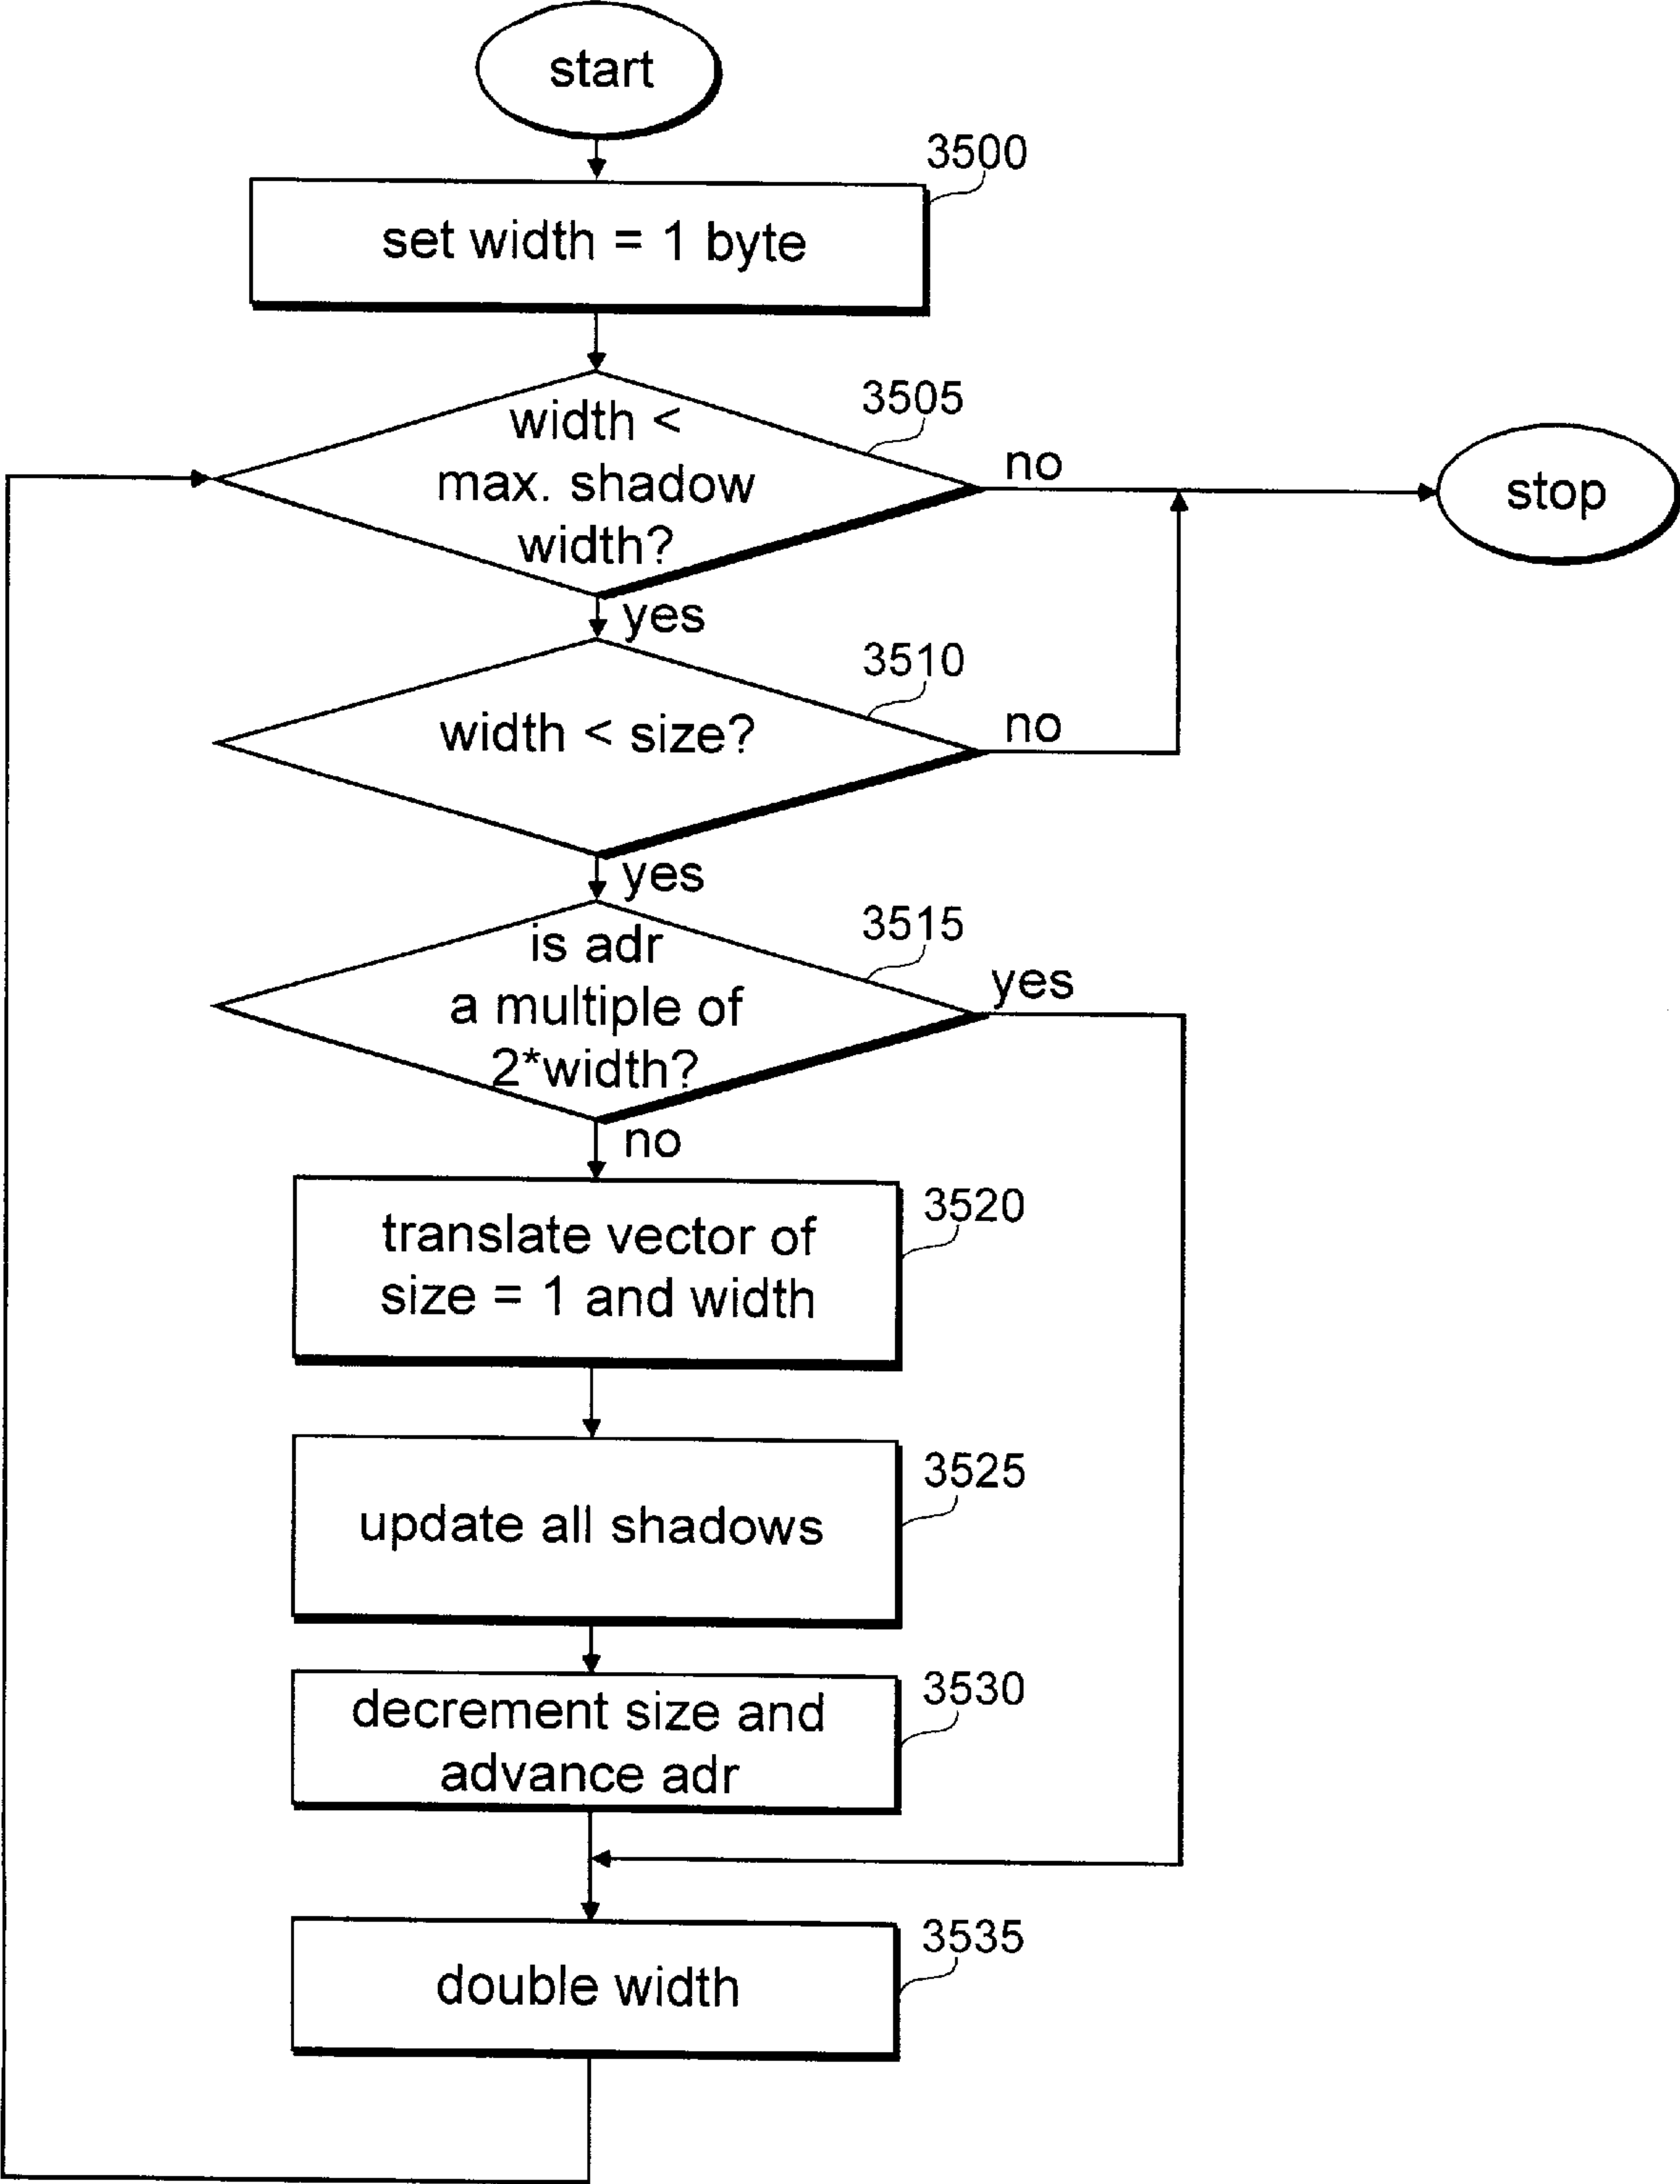 start
3500
set width = 1 byte
3505
width <
max. shadow
width?
no
stop
yes
3510
width < size?
no
yes
3515
is adr
a multiple of
2*width?
yes
no
3520
translate vector of
size = 1 and width
3525
update all shadows
3530
decrement size and
advance adr
3535
double width